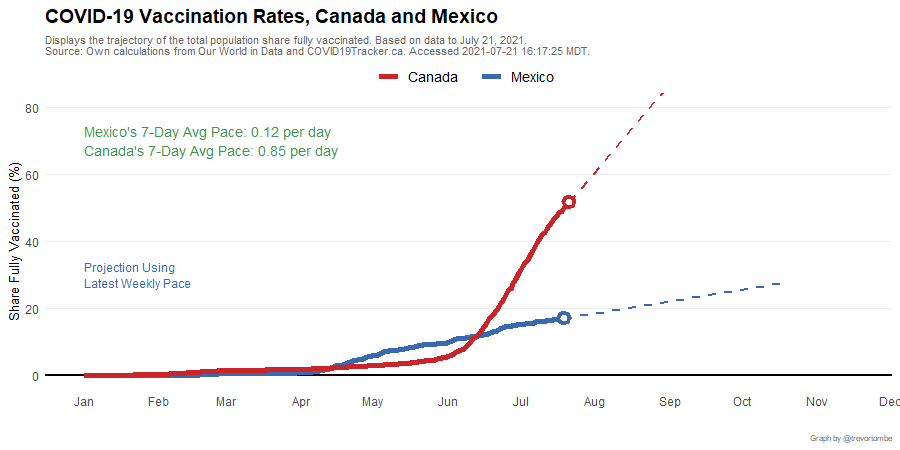 COVID-19 Vaccination Rates, Canada and Mexico
Displays the trajectory of the total population share fully vaccinated. Based on data to July 21, 2021.
Source: Own calculations from Our World in Data and COVID19Tracker.ca. Accessed 2021-07-21 16:17:25 MDT.
Canada Mexico
Mexico's 7-Day Avg Pace: 0.12 per day
Canada's 7-Day Avg Pace: 0.85 per day
Projection Using
Latest Weekly Pace
Share Fully Vaccinated (%)
80
60
40
20
0
Jan Feb Mar Apr May Jun Jul Aug Sep Oct Nov Dec
Graph by @trevortombe